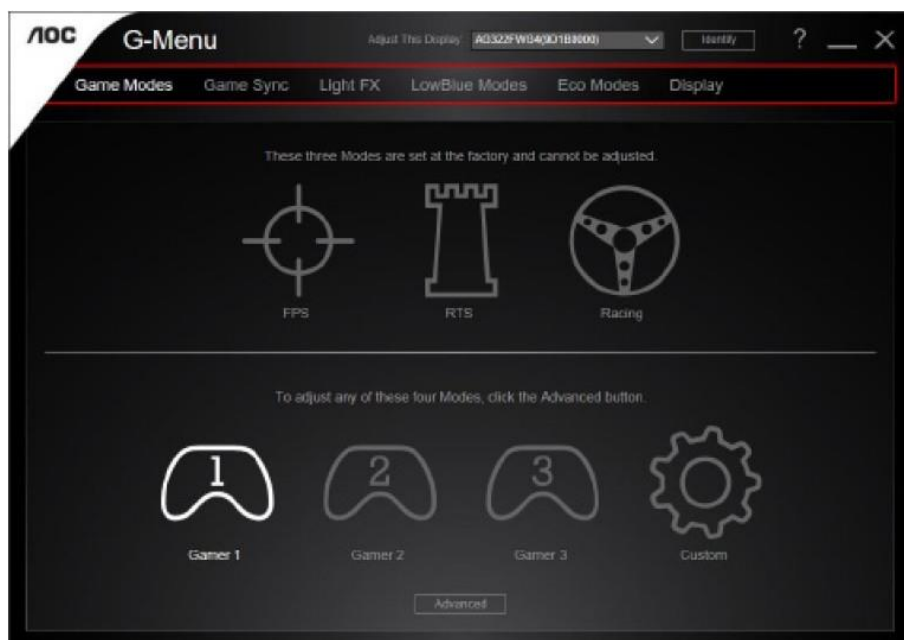 AOC G-Menu Adjust This Display: AG322FWG4(9D1B8000) Identify ?
Game Modes Game Sync Light FX LowBlue Modes Eco Modes Display
These three Modes are set at the factory and cannot be adjusted.
FPS RTS Racing
To adjust any of these four Modes, click the Advanced button.
1 2 3
Gamer 1 Gamer 2 Gamer 3 Custom
Advanced